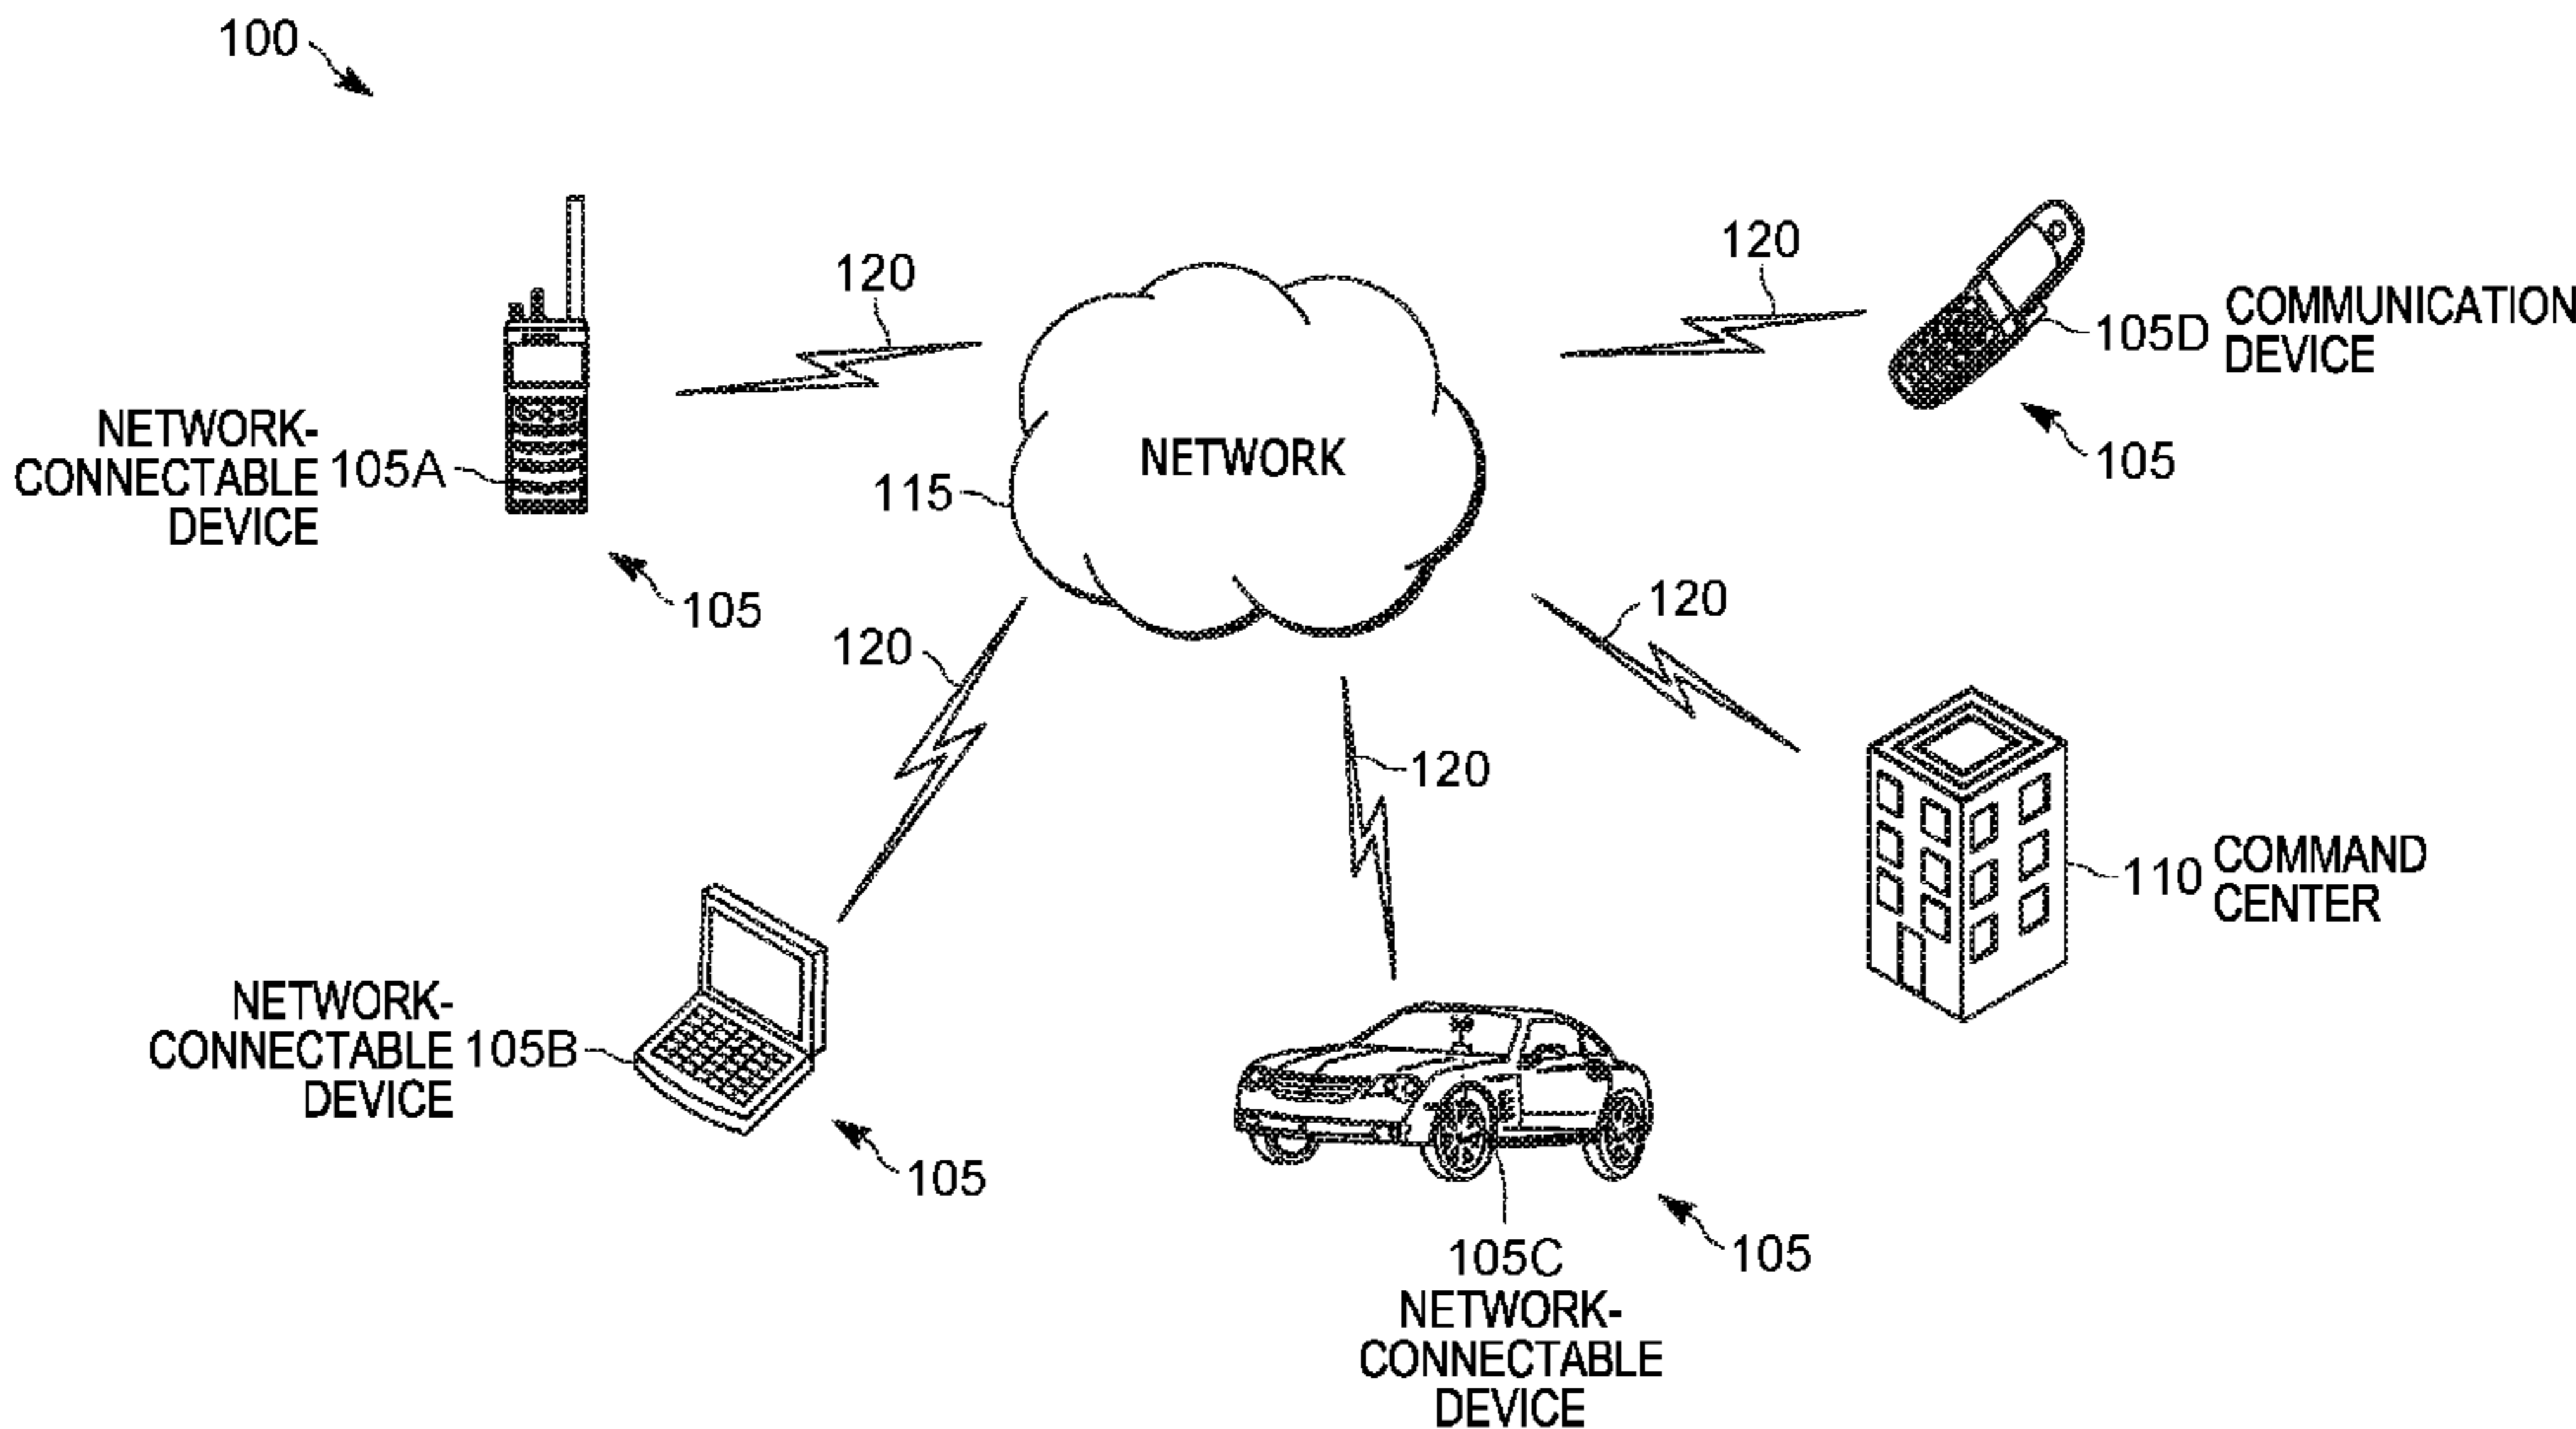 100
120
120
COMMUNICATION
105D DEVICE
NETWORK-
CONNECTABLE 105A
DEVICE
NETWORK
115
105
105
120
120
120
COMMAND
110 CENTER
NETWORK-
CONNECTABLE 105B
DEVICE
105
105C
NETWORK-
CONNECTABLE
DEVICE
105